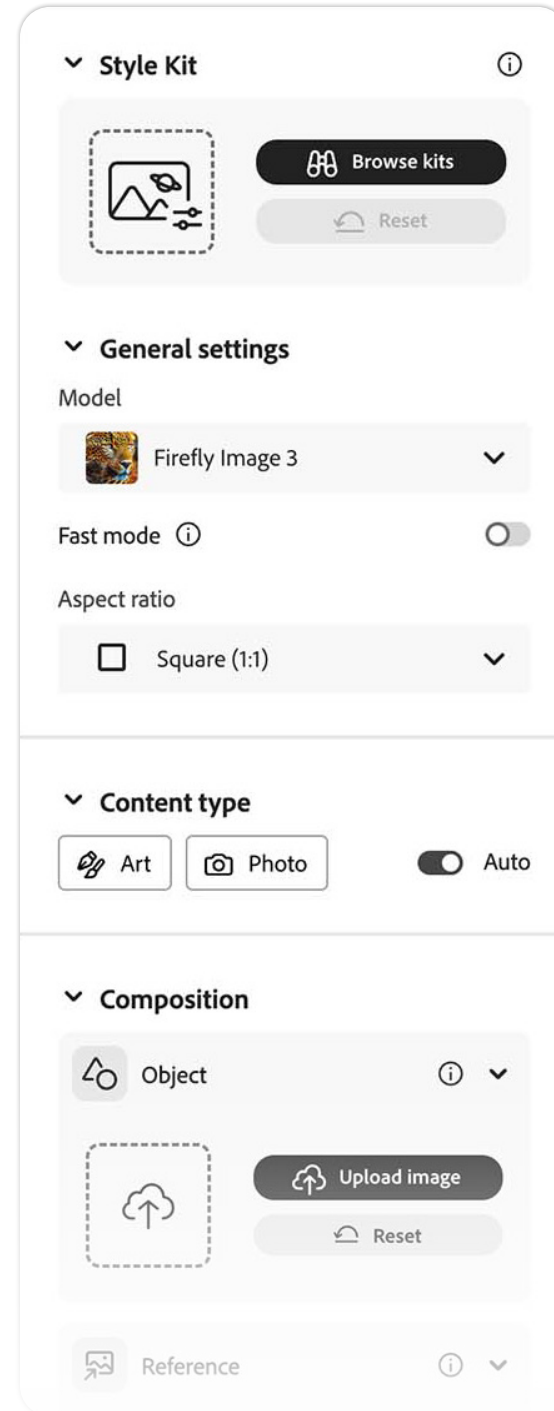 Style Kit
Browse kits
Reset
General settings
Model
Firefly Image 3
Fast mode
Aspect ratio
Square (1:1)
Content type
Art Photo Auto
Composition
Object
Upload image
Reset
Reference